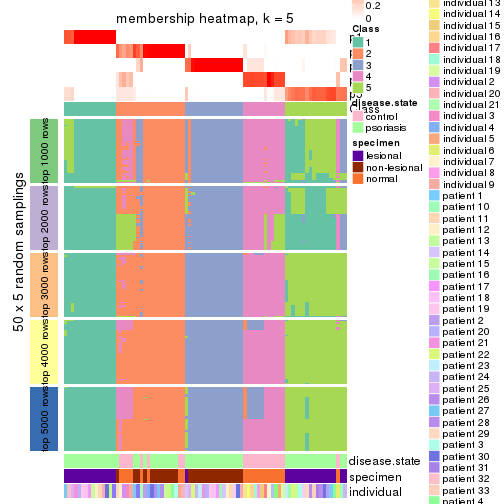 membership heatmap, k = 5
50 x 5 random samplings
top 1000 rows
top 2000 rows
top 3000 rows
top 4000 rows
top 5000 rows
Class
disease.state
specimen
individual
0.2
0
Class
1
2
3
4
5
disease.state
control
psoriasis
specimen
lesional
non-lesional
normal
individual 13
individual 14
individual 15
individual 16
individual 17
individual 18
individual 19
individual 2
individual 20
individual 21
individual 3
individual 4
individual 5
individual 6
individual 7
individual 8
individual 9
patient 1
patient 10
patient 11
patient 12
patient 13
patient 14
patient 15
patient 16
patient 17
patient 18
patient 19
patient 2
patient 20
patient 21
patient 22
patient 23
patient 24
patient 25
patient 26
patient 27
patient 28
patient 29
patient 3
patient 30
patient 31
patient 32
patient 33
patient 4